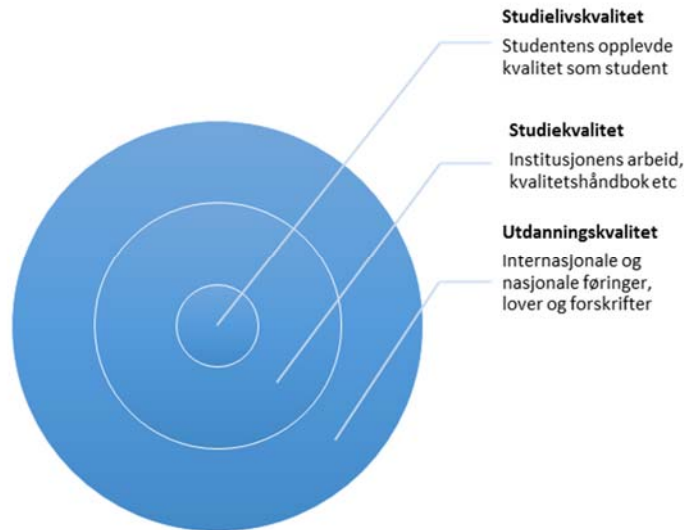 Studielivskvalitet
Studentens opplevde
kvalitet som student
Studiekvalitet
Institusjonens arbeid,
kvalitetshåndbok etc
Utdanningskvalitet
Internasjonale og
nasjonale føringer,
lover og forskrifter